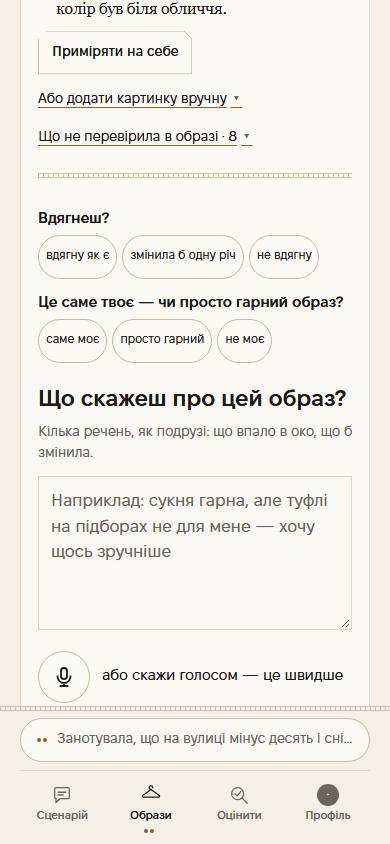 колір був біля обличчя.
Приміряти на себе
Або додати картинку вручну
Що не перевірила в образі · 8
Вдягнеш?
вдягну як є
змінила б одну річ
не вдягну
Це саме твоє — чи просто гарний образ?
саме моє
просто гарний
не моє
Що скажеш про цей образ?
Кілька речень, як подрузі: що впало в око, що б
змінила.
Наприклад: сукня гарна, але туфлі
на підборах не для мене — хочу
щось зручніше
або скажи голосом — це швидше
Занотувала, що на вулиці мінус десять і сні...
Сценарій
Образи
Оцінити
Профіль